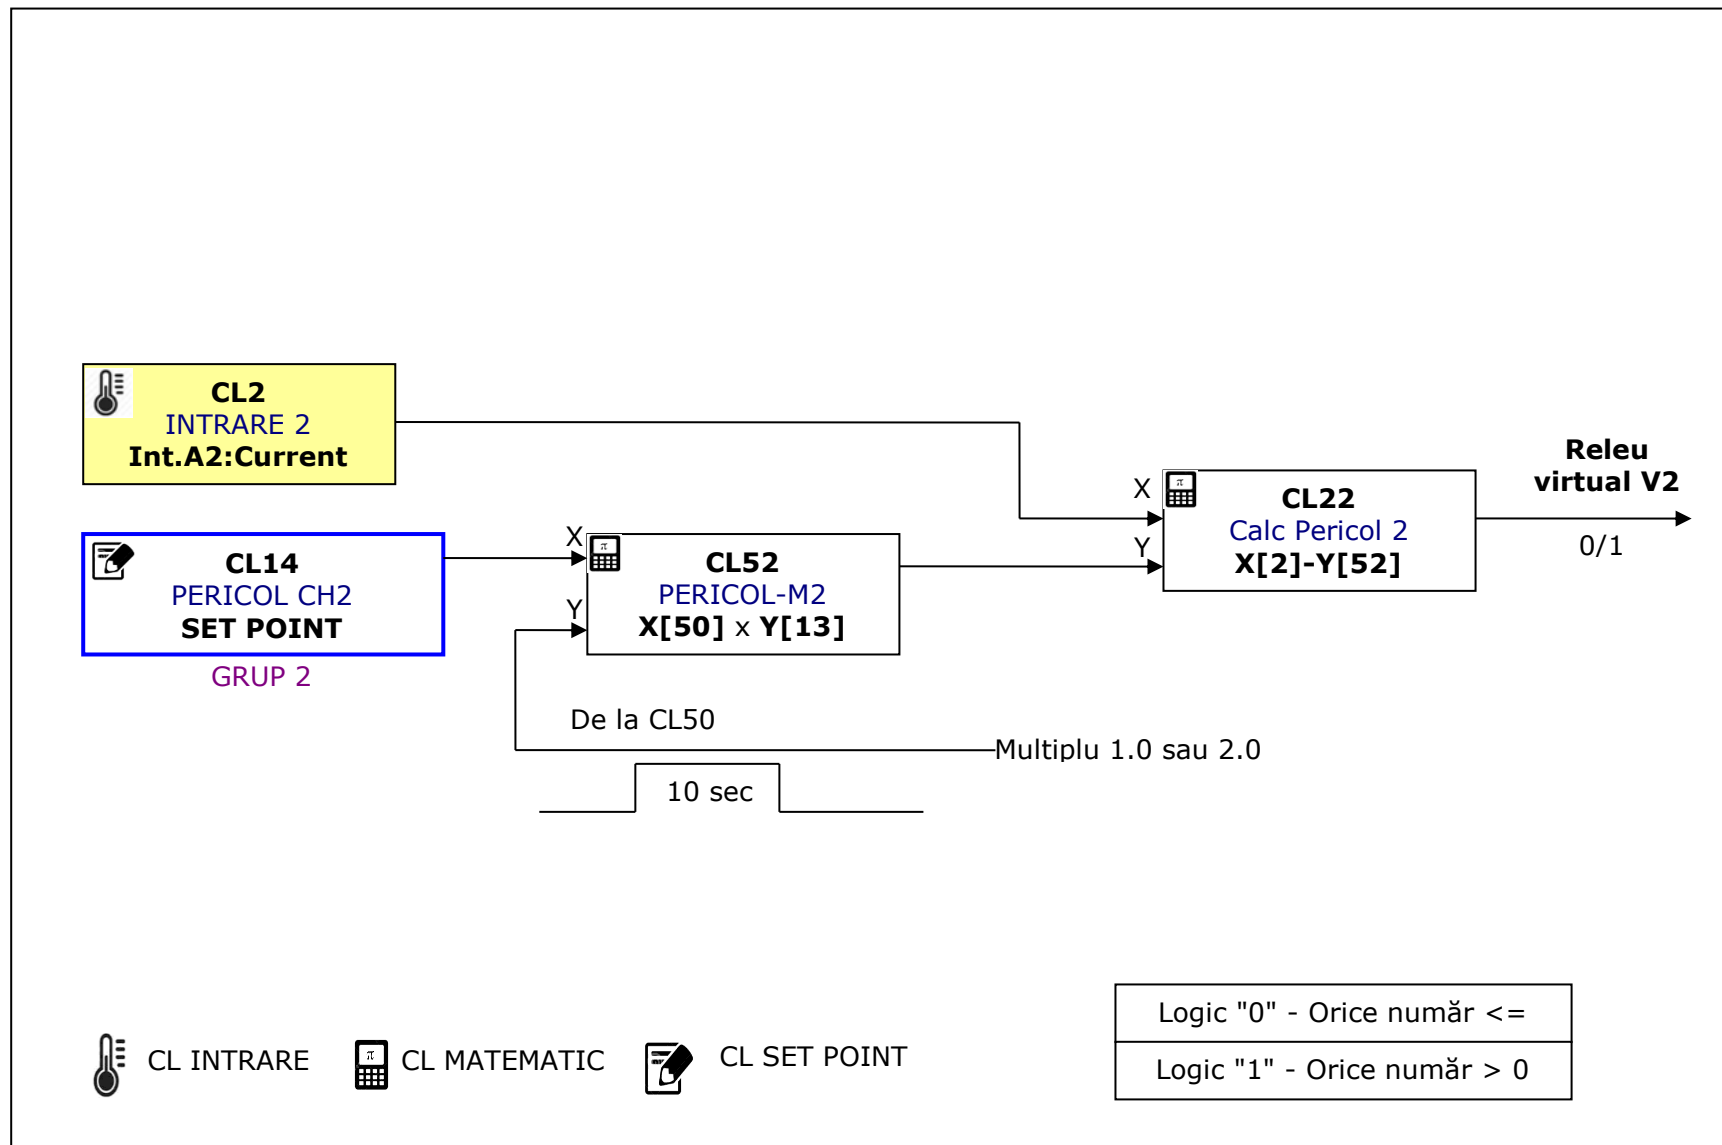 CL2
INTRARE 2
Int.A2:Current
CL14
PERICOL CH2
SET POINT
GRUP 2
X
Y
CL52
PERICOL-M2
X[50] x Y[13]
De la CL50
Multiplu 1.0 sau 2.0
10 sec
X
Y
π
CL22
Calc Pericol 2
X[2]-Y[52]
Releu
virtual V2
0/1
CL INTRARE
CL MATEMATIC
CL SET POINT
Logic "0" - Orice număr <=
Logic "1" - Orice număr > 0